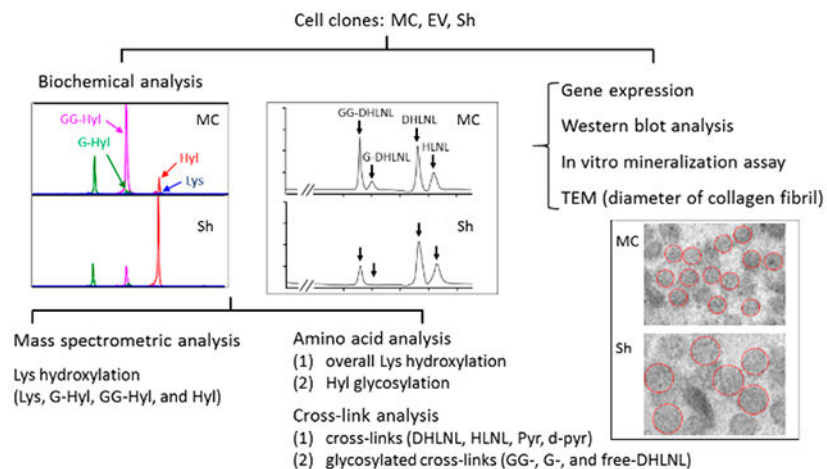 Cell clones: MC, EV, Sh
Biochemical analysis
MC
GG-Hyl
G-Hyl
Hyl
Lys
Sh
MC
GG-DHLNL
DHLNL
G-DHLNL
HLNL
Sh
Gene expression
Western blot analysis
In vitro mineralization assay
TEM (diameter of collagen fibril)
MC
Sh
Mass spectrometric analysis
Lys hydroxylation
(Lys, G-Hyl, GG-Hyl, and Hyl)
Amino acid analysis
(1) overall Lys hydroxylation
(2) Hyl glycosylation
Cross-link analysis
(1) cross-links (DHLNL, HLNL, Pyr, d-pyr)
(2) glycosylated cross-links (GG-, G-, and free-DHLNL)